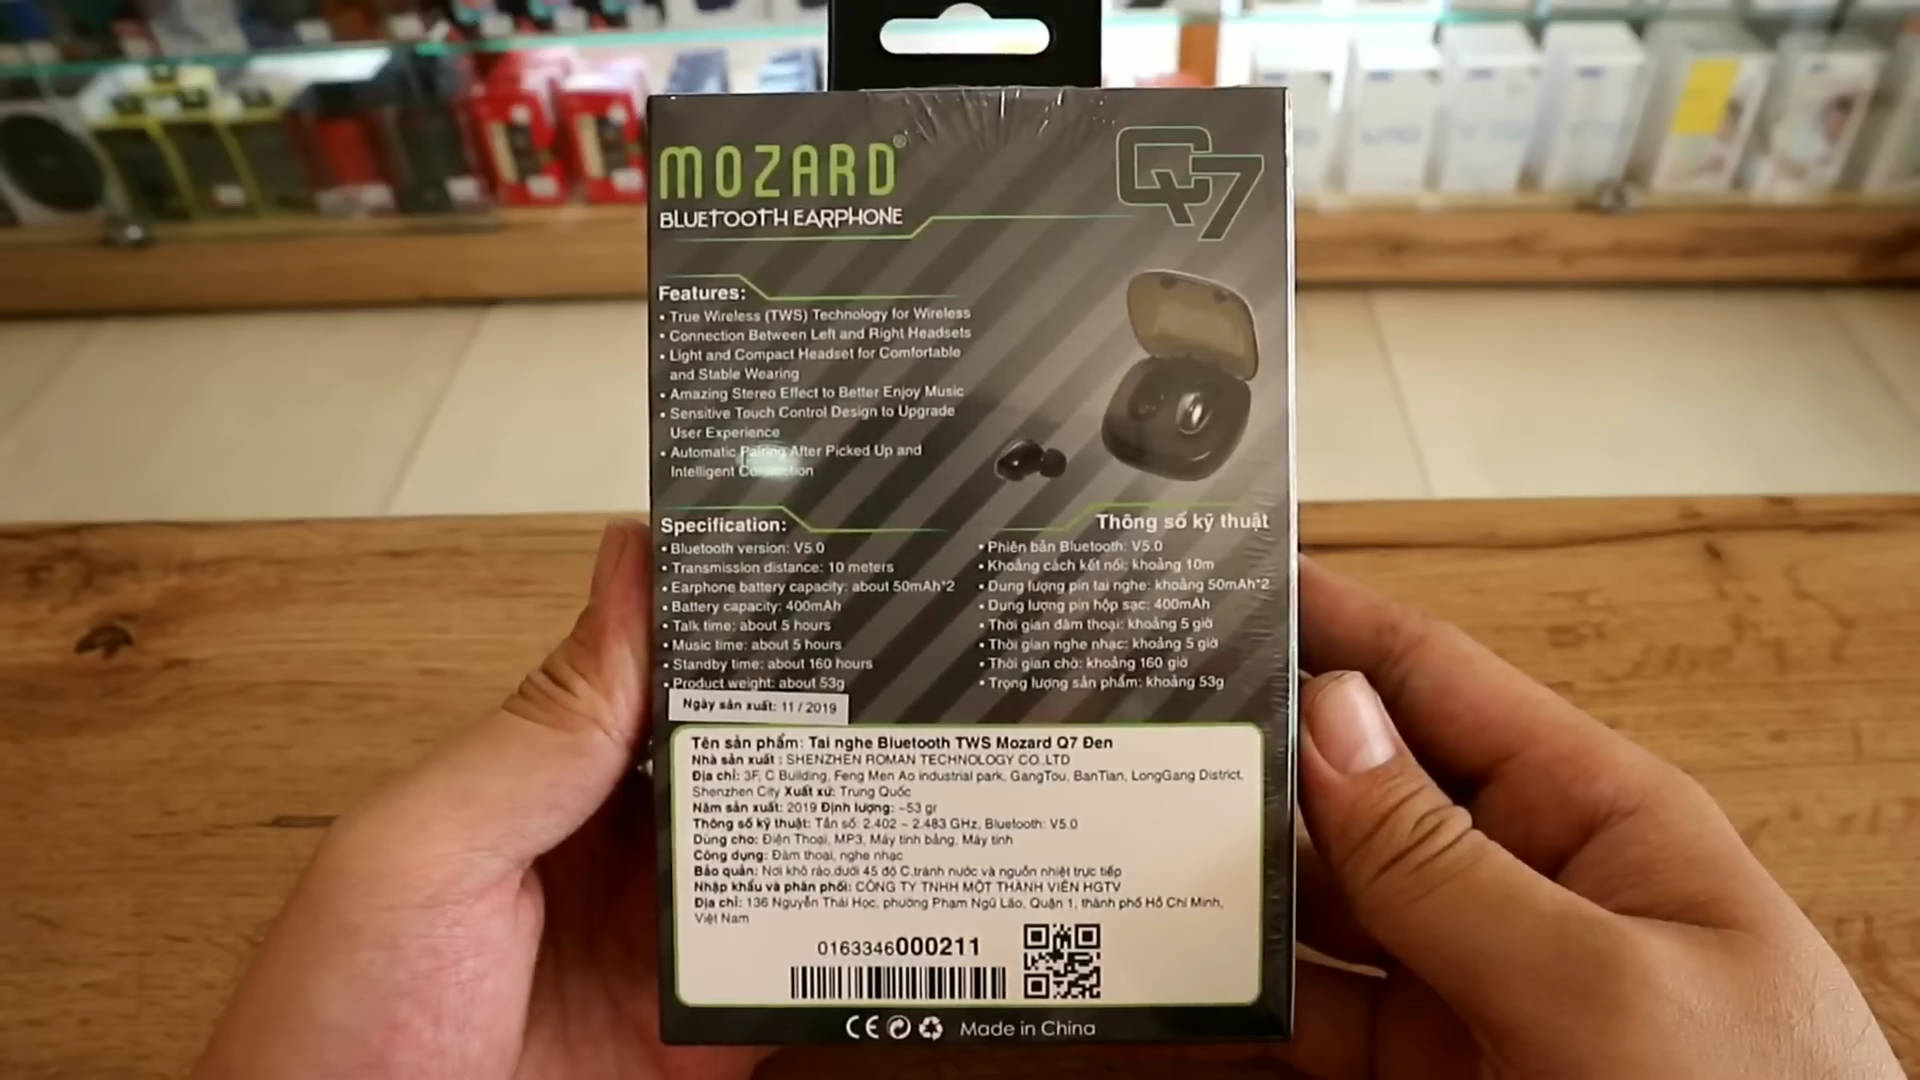 MOZARD®
BLUETOOTH EARPHONE
Q7
Features:
• True Wireless (TWS) Technology for Wireless
• Connection Between Left and Right Headsets
• Light and Compact Headset for Comfortable
and Stable Wearing
• Amazing Stereo Effect to Better Enjoy Music
• Sensitive Touch Control Design to Upgrade
User Experience
• Automatic Pairing After Picked Up and
Intelligent Connection
Specification:
• Bluetooth version: V5.0
• Transmission distance: 10 meters
• Earphone battery capacity: about 50mAh*2
• Battery capacity: 400mAh
• Talk time: about 5 hours
• Music time: about 5 hours
• Standby time: about 160 hours
• Product weight: about 53g
Thông số kỹ thuật
• Phiên bản Bluetooth: V5.0
• Khoảng cách kết nối: khoảng 10m
• Dung lượng pin tai nghe: khoảng 50mAh*2
• Dung lượng pin hộp sạc: 400mAh
• Thời gian đàm thoại: khoảng 5 giờ
• Thời gian nghe nhạc: khoảng 5 giờ
• Thời gian chờ: khoảng 160 giờ
• Trọng lượng sản phẩm: khoảng 53g
Ngày sản xuất: 11 / 2019
Tên sản phẩm: Tai nghe Bluetooth TWS Mozard Q7 Đen
Nhà sản xuất : SHENZHEN ROMAN TECHNOLOGY CO.,LTD
Địa chỉ: 3F, C Building, Feng Men Ao industrial park, GangTou, BanTian, LongGang District,
Shenzhen City Xuất xứ: Trung Quốc
Năm sản xuất: 2019 Định lượng: ~53 gr
Thông số kỹ thuật: Tần số: 2.402 ~ 2.483 GHz, Bluetooth: V5.0
Dùng cho: Điện Thoại, MP3, Máy tính bảng, Máy tính
Công dụng: Đàm thoại, nghe nhạc
Bảo quản: Nơi khô ráo,dưới 45 độ C,tránh nước và nguồn nhiệt trực tiếp
Nhập khẩu và phân phối: CÔNG TY TNHH MỘT THÀNH VIÊN HGTV
Địa chỉ: 136 Nguyễn Thái Học, phường Phạm Ngũ Lão, Quận 1, thành phố Hồ Chí Minh,
Việt Nam
0163346000211
CE Made in China